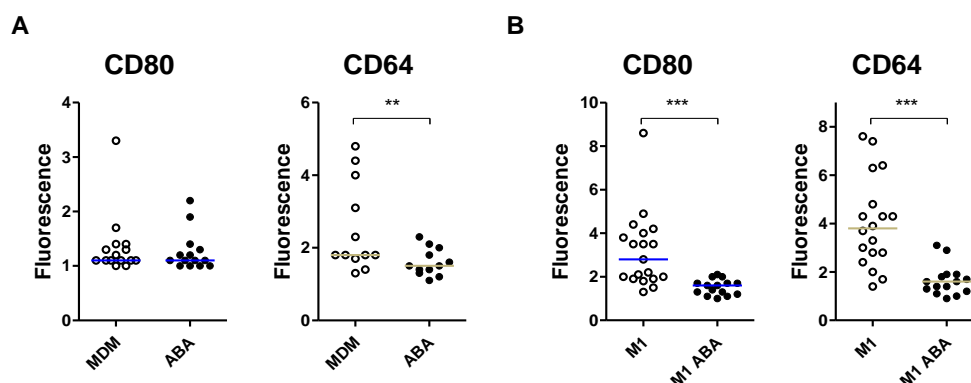 A
B
CD80
CD64
CD80
CD64
**
***
***
Fluorescence
4
3
2
1
0
MDM
ABA
Fluorescence
6
4
2
0
MDM
ABA
Fluorescence
10
8
6
4
2
0
M1
M1 ABA
Fluorescence
8
6
4
2
0
M1
M1 ABA